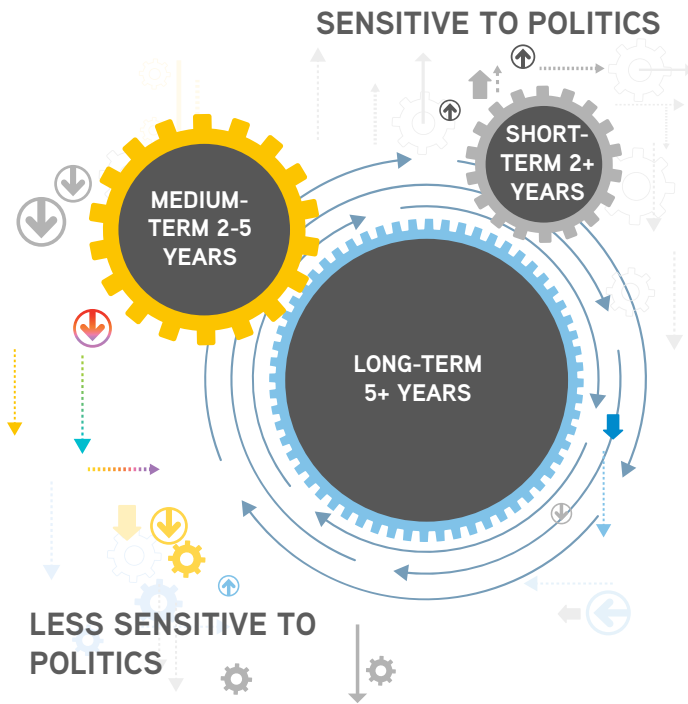 SENSITIVE TO POLITICS
SHORT-
TERM 2+
YEARS
MEDIUM-
TERM 2-5
YEARS
LONG-TERM
5+ YEARS
LESS SENSITIVE TO
POLITICS